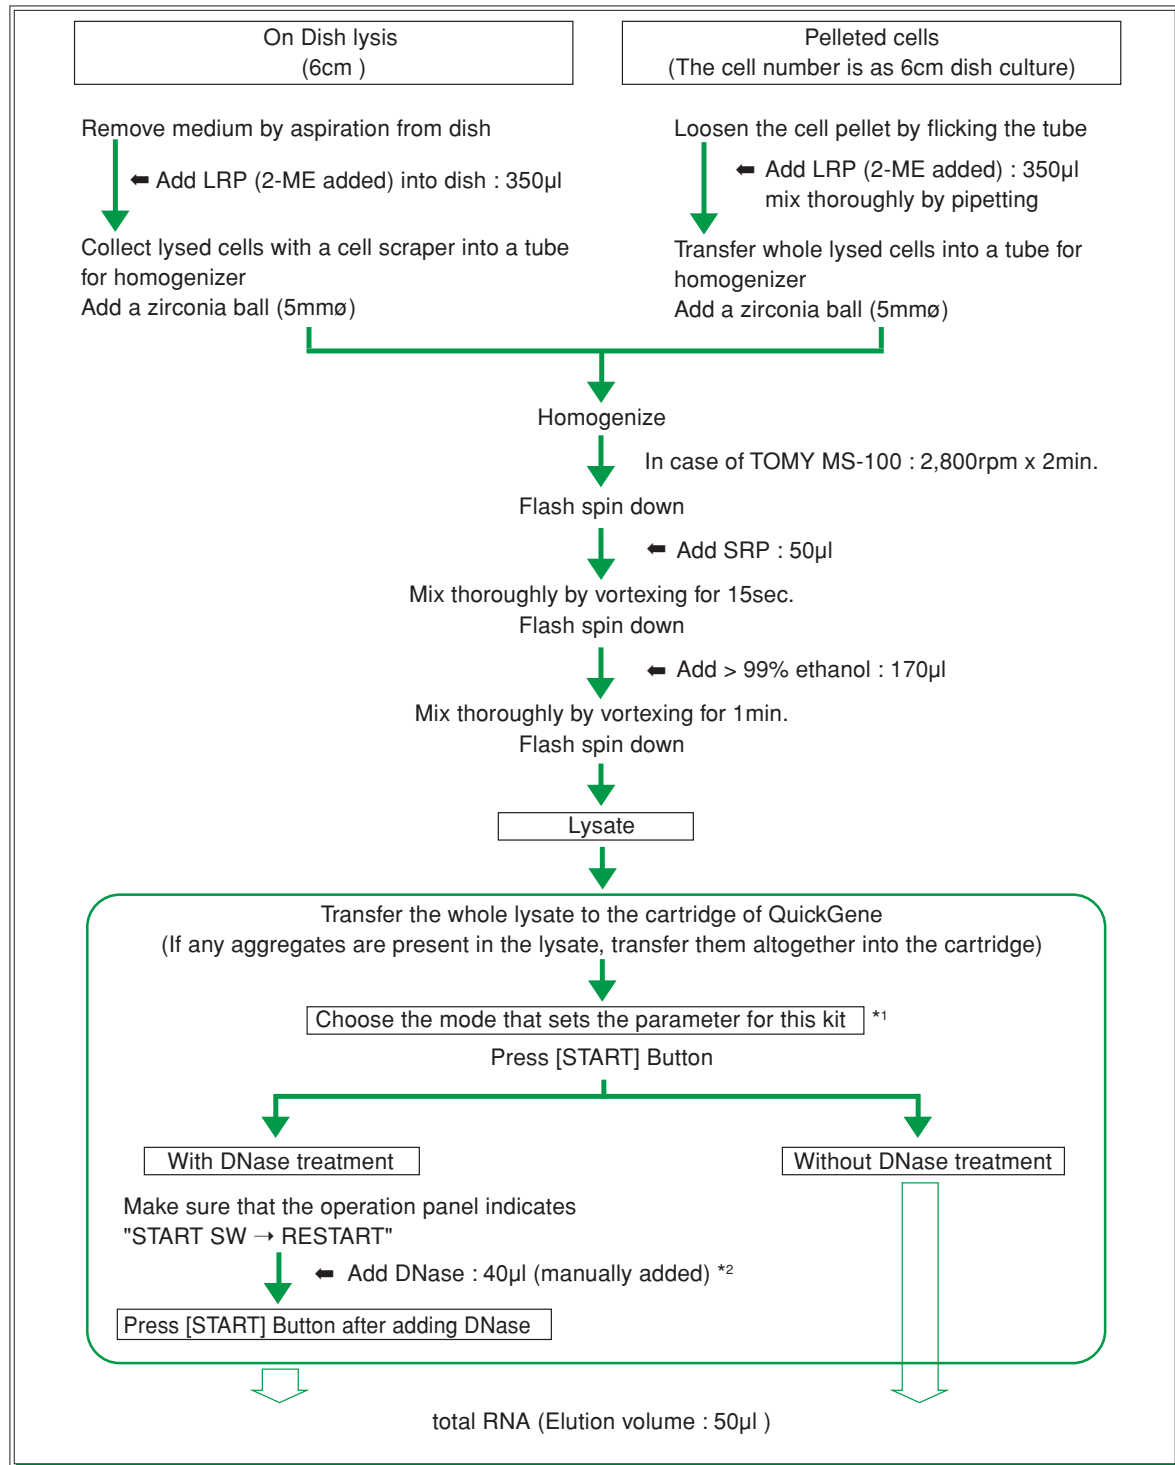 On Dish lysis
(6cm )
Pelleted cells
(The cell number is as 6cm dish culture)
Remove medium by aspiration from dish
⬅ Add LRP (2-ME added) into dish : 350µl
Collect lysed cells with a cell scraper into a tube
for homogenizer
Add a zirconia ball (5mmø)
Loosen the cell pellet by flicking the tube
⬅ Add LRP (2-ME added) : 350µl
mix thoroughly by pipetting
Transfer whole lysed cells into a tube for
homogenizer
Add a zirconia ball (5mmø)
Homogenize
In case of TOMY MS-100 : 2,800rpm x 2min.
Flash spin down
⬅ Add SRP : 50µl
Mix thoroughly by vortexing for 15sec.
Flash spin down
⬅ Add > 99% ethanol : 170µl
Mix thoroughly by vortexing for 1min.
Flash spin down
Lysate
Transfer the whole lysate to the cartridge of QuickGene
(If any aggregates are present in the lysate, transfer them altogether into the cartridge)
Choose the mode that sets the parameter for this kit *1
Press [START] Button
With DNase treatment
Without DNase treatment
Make sure that the operation panel indicates
"START SW → RESTART"
⬅ Add DNase : 40µl (manually added) *2
Press [START] Button after adding DNase
total RNA (Elution volume : 50µl )